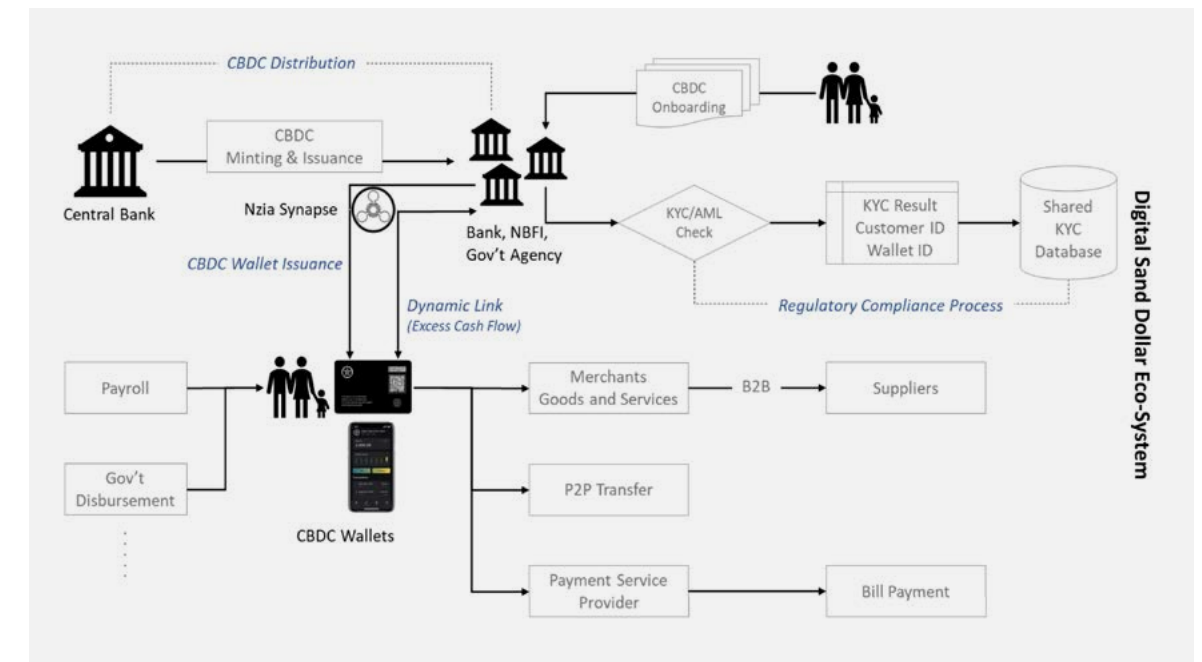 CBDC Distribution
CBDC
Onboarding
CBDC
Minting & Issuance
Central Bank
Nzia Synapse
Bank, NBFI,
Gov't Agency
KYC/AML
Check
KYC Result
Customer ID
Wallet ID
Shared
KYC
Database
CBDC Wallet Issuance
Dynamic Link
(Excess Cash Flow)
Regulatory Compliance Process
Digital Sand Dollar Eco-System
Payroll
Merchants
Goods and Services
B2B
Suppliers
Gov't
Disbursement
P2P Transfer
CBDC Wallets
Payment Service
Provider
Bill Payment